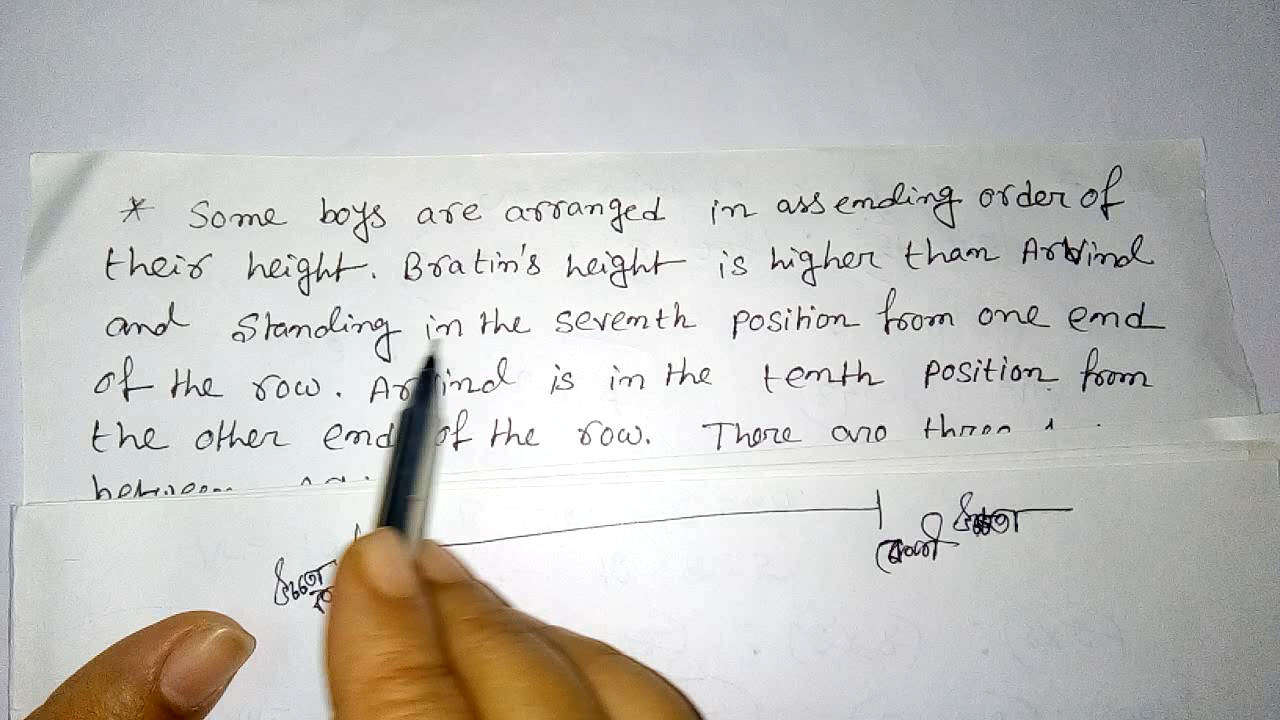 * Some boys are arranged in assending order of
their height. Bratin's height is higher than Arvind
and standing in the seventh position from one end
of the row. Arvind is in the tenth position from
the other end of the row. There are three
between